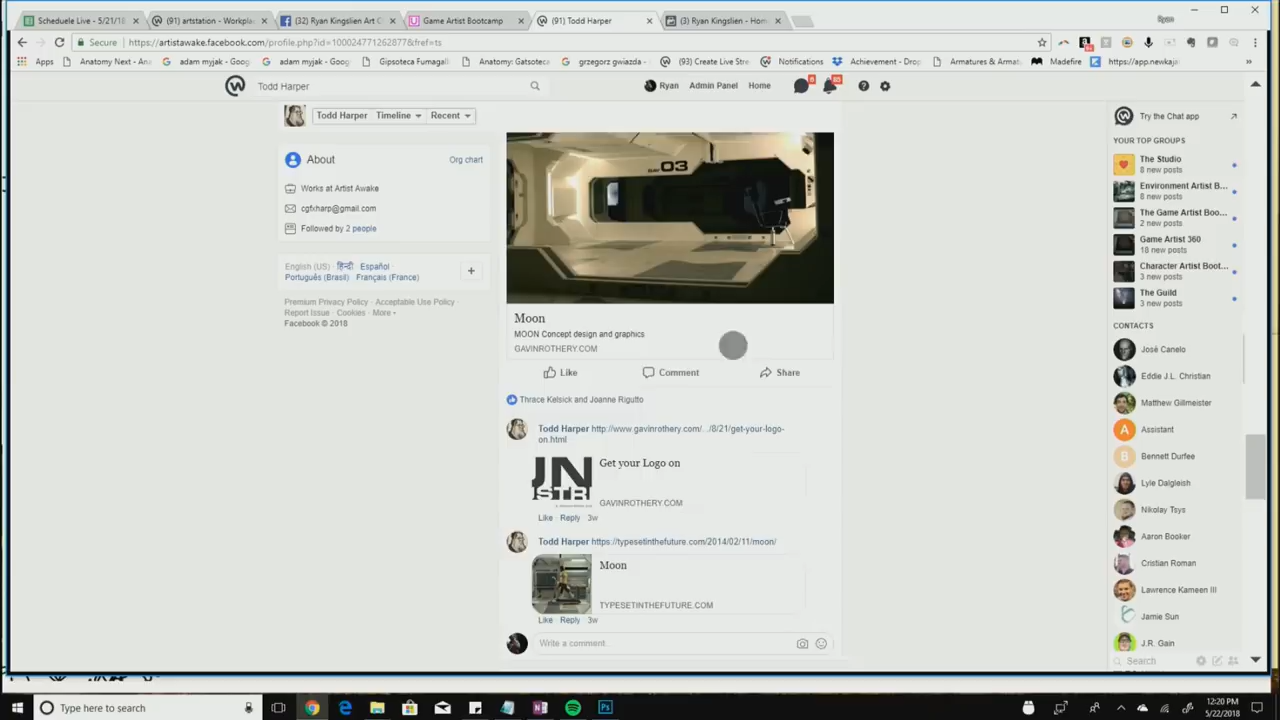 Scheduele Live - 5/21/18
(91) artstation - Workplac
(32) Ryan Kingslien Art C
Game Artist Bootcamp
(91) Todd Harper
(3) Ryan Kingslien - Hom
Ryan
Secure
https://artistawake.facebook.com/profile.php?id=100024771262877&fref=ts
Apps
Anatomy Next - An
adam myjak - Goog
adam myjak - Goog
Gipsoteca Fumagall
Anatomy: Gatsoteca
grzegorz gwiazda -
(93) Create Live Stre
Notifications
Achievement - Drop
Armatures & Armat
Madefire
https://app.newkaja
Todd Harper
Ryan
Admin Panel
Home
Todd Harper
Timeline
Recent
About
Org chart
Works at Artist Awake
cgfxharp@gmail.com
Followed by 2 people
English (US) · हिन्दी · Español ·
Português (Brasil) · Français (France)
Premium Privacy Policy · Acceptable Use Policy ·
Report Issue · Cookies · More
Facebook © 2018
03
Moon
MOON Concept design and graphics
GAVINROTHERY.COM
Like
Comment
Share
Thrace Kelsick and Joanne Rigutto
Todd Harper http://www.gavinrothery.com/.../8/21/get-your-logo-
on.html
JN
STR
Get your Logo on
GAVINROTHERY.COM
Like · Reply · 3w
Todd Harper https://typesetinthefuture.com/2014/02/11/moon/
Moon
TYPESETINTHEFUTURE.COM
Like · Reply · 3w
Write a comment...
Try the Chat app
YOUR TOP GROUPS
The Studio
8 new posts
Environment Artist B...
8 new posts
The Game Artist Boo...
2 new posts
Game Artist 360
18 new posts
Character Artist Boot...
3 new posts
The Guild
3 new posts
CONTACTS
José Canelo
Eddie J.L. Christian
Matthew Gillmeister
A
Assistant
B
Bennett Durfee
Lyle Dalgleish
Nikolay Tsys
Aaron Booker
Cristian Roman
Lawrence Kameen III
Jamie Sun
J.R. Gain
Search
Type here to search
12:20 PM
5/22/2018